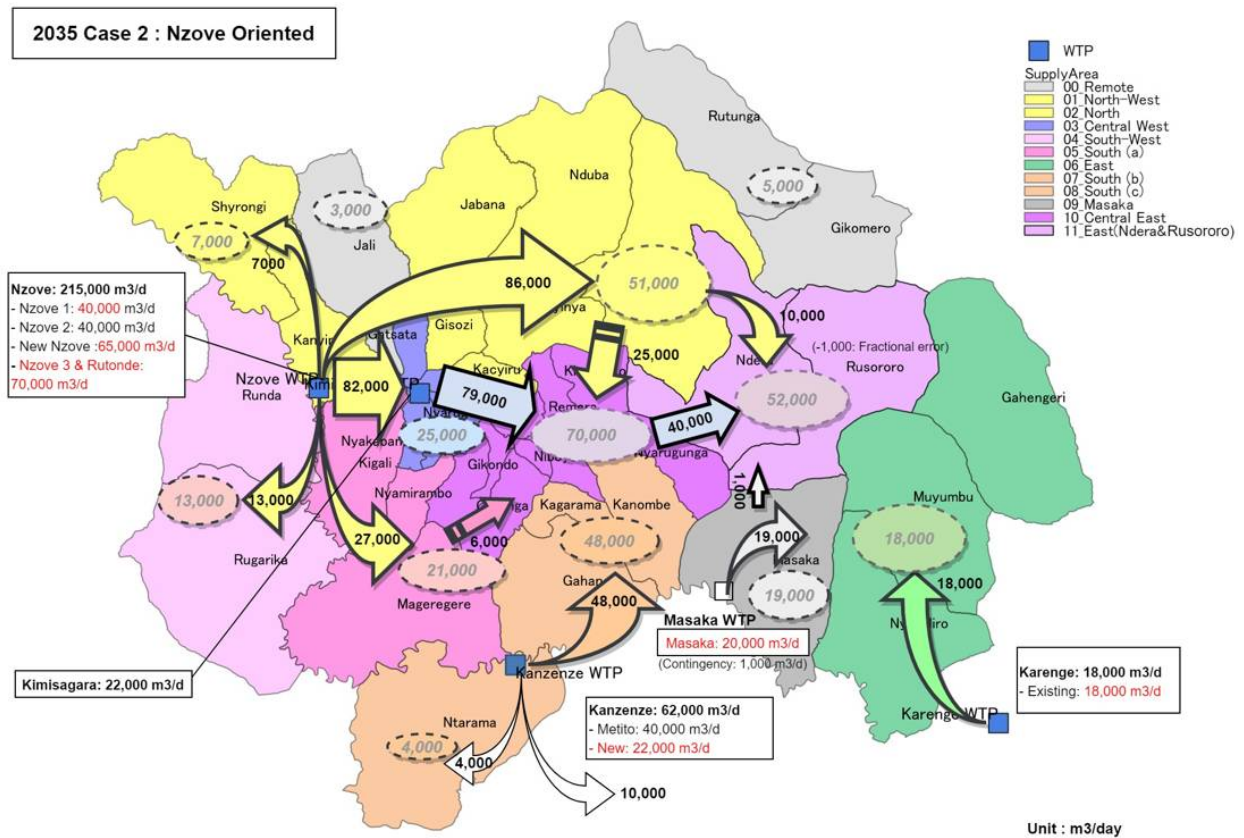 2035 Case 2 : Nzove Oriented
WTP
SupplyArea
00_Remote
01_North-West
02_North
03_Central West
04_South-West
05_South (a)
06_East
07_South (b)
08_South (c)
09_Masaka
10_Central East
11_East(Ndera&Rusororo)
Rutunga
5,000
Gikomero
Nduba
Jabana
Shyrongi
7,000
3,000
Jali
7000
86,000
51,000
10,000
(-1,000: Fractional error)
Rusororo
25,000
Gisozi
Kacyiru
Nzove: 215,000 m3/d
- Nzove 1: 40,000 m3/d
- Nzove 2: 40,000 m3/d
- New Nzove :65,000 m3/d
- Nzove 3 & Rutonde:
70,000 m3/d
Nzove WTP
Runda
82,000
79,000
25,000
Remera
70,000
40,000
52,000
Gahengeri
Nyarugunga
Kigali
Gikondo
Nyamirambo
13,000
13,000
Rugarika
27,000
6,000
21,000
Mageregere
Kagarama
Kanombe
48,000
48,000
1,000
19,000
19,000
Muyumbu
18,000
18,000
Masaka WTP
Masaka: 20,000 m3/d
(Contingency: 1,000 m3/d)
Kimisagara: 22,000 m3/d
Kanzenze WTP
Kanzenze: 62,000 m3/d
- Metito: 40,000 m3/d
- New: 22,000 m3/d
Ntarama
4,000
4,000
10,000
Karenge: 18,000 m3/d
- Existing: 18,000 m3/d
Karenge WTP
Unit : m3/day